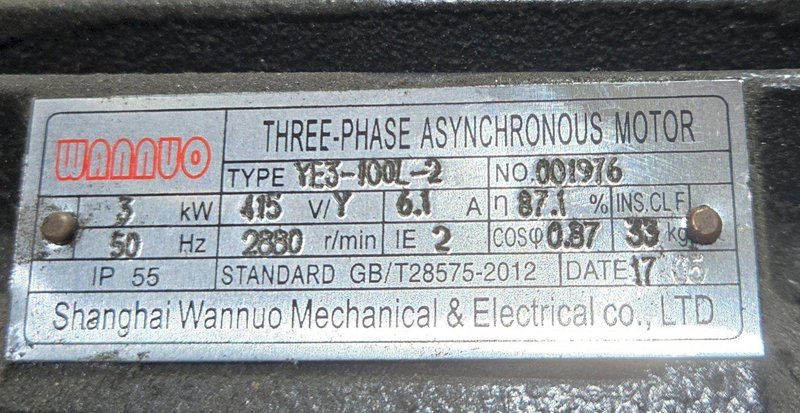 WANNUO THREE-PHASE ASYNCHRONOUS MOTOR
TYPE YE3-100L-2 NO.001976
3 kW 415 V/Y 6.1 A η 87.1 % INS.CL.F
50 Hz 2880 r/min IE 2 COSφ 0.87 33 kg
IP 55 STANDARD GB/T28575-2012 DATE 17 05
Shanghai Wannuo Mechanical & Electrical co., LTD